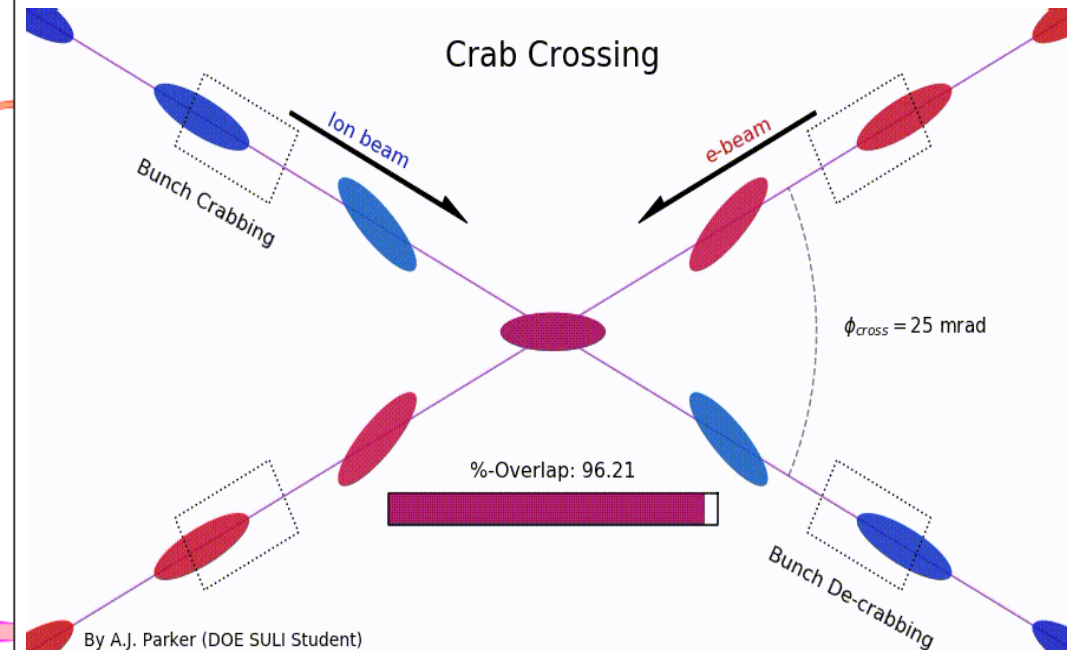 Crab Crossing
Ion beam
e-beam
Bunch Crabbing
ϕcross = 25 mrad
%-Overlap: 96.21
Bunch De-crabbing
By A.J. Parker (DOE SULI Student)